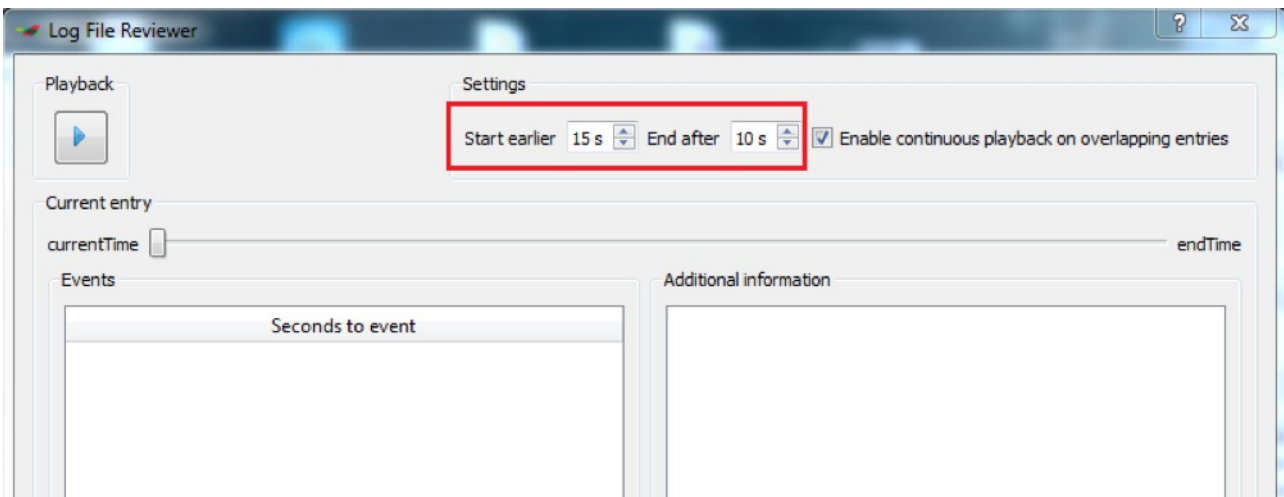 Log File Reviewer
?
Playback
Settings
Start earlier 15 s End after 10 s Enable continuous playback on overlapping entries
Current entry
currentTime endTime
Events
Additional information
Seconds to event